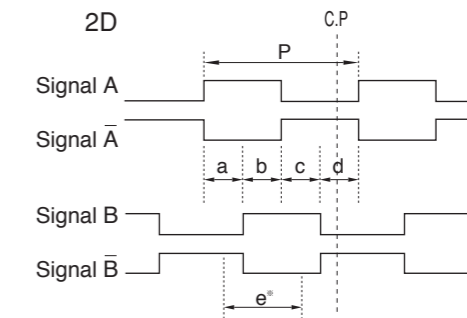 2D
C.P
P
Signal A
Signal A̅
a b c d
Signal B
Signal B̅
e※